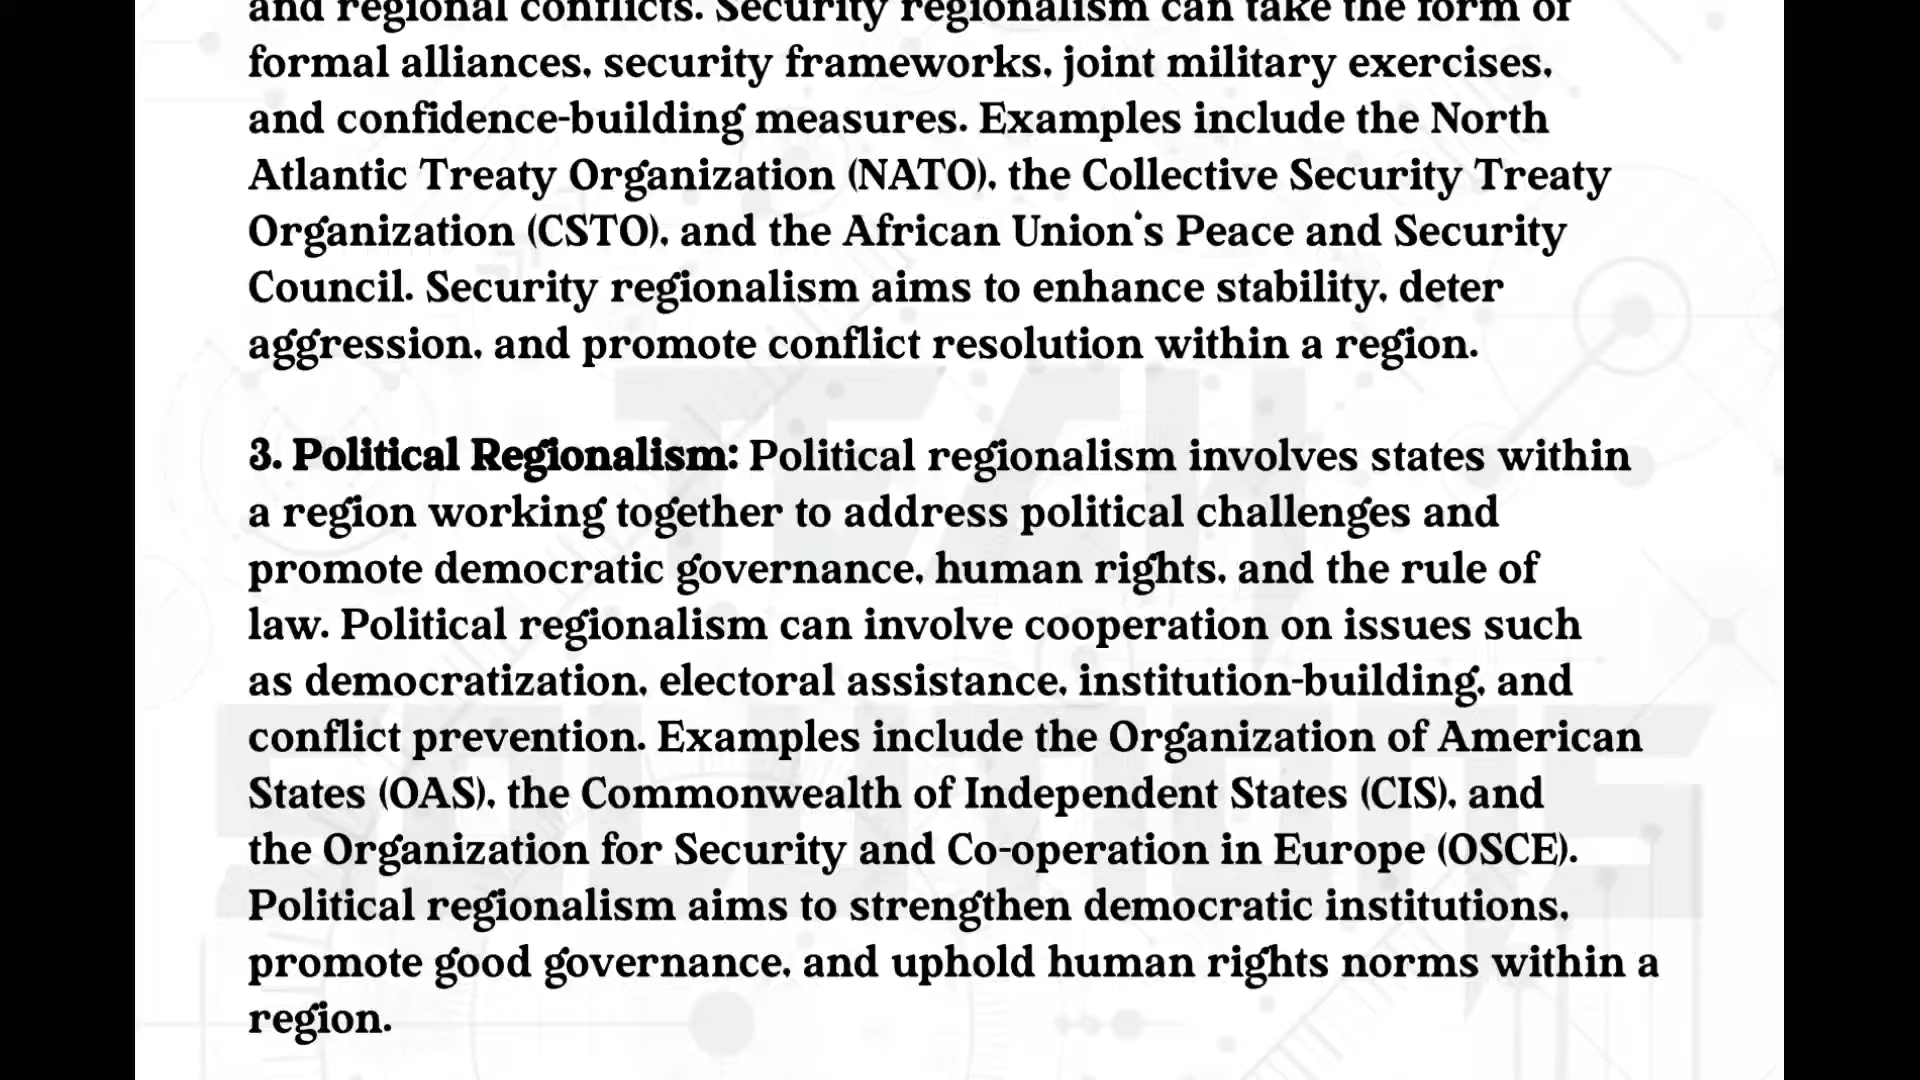 and regional conflicts. Security regionalism can take the form of
formal alliances, security frameworks, joint military exercises,
and confidence-building measures. Examples include the North
Atlantic Treaty Organization (NATO), the Collective Security Treaty
Organization (CSTO), and the African Union's Peace and Security
Council. Security regionalism aims to enhance stability, deter
aggression, and promote conflict resolution within a region.
3. Political Regionalism: Political regionalism involves states within
a region working together to address political challenges and
promote democratic governance, human rights, and the rule of
law. Political regionalism can involve cooperation on issues such
as democratization, electoral assistance, institution-building, and
conflict prevention. Examples include the Organization of American
States (OAS), the Commonwealth of Independent States (CIS), and
the Organization for Security and Co-operation in Europe (OSCE).
Political regionalism aims to strengthen democratic institutions,
promote good governance, and uphold human rights norms within a
region.
TECH
SOLUTIONS